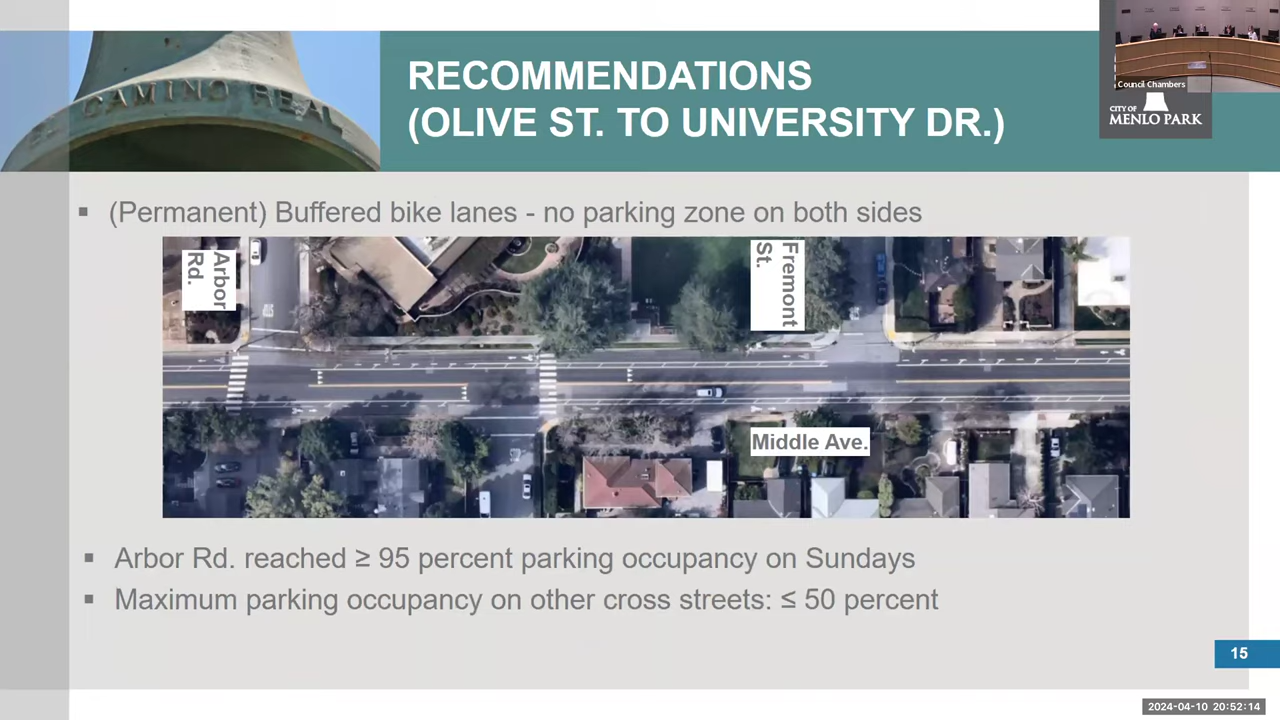 CAMINO REAL
RECOMMENDATIONS
(OLIVE ST. TO UNIVERSITY DR.)
Council Chambers
CITY OF
MENLO PARK
▪ (Permanent) Buffered bike lanes - no parking zone on both sides
Arbor
Rd.
Fremont
St.
Middle Ave.
▪ Arbor Rd. reached ≥ 95 percent parking occupancy on Sundays
▪ Maximum parking occupancy on other cross streets: ≤ 50 percent
15
2024-04-10 20:52:14